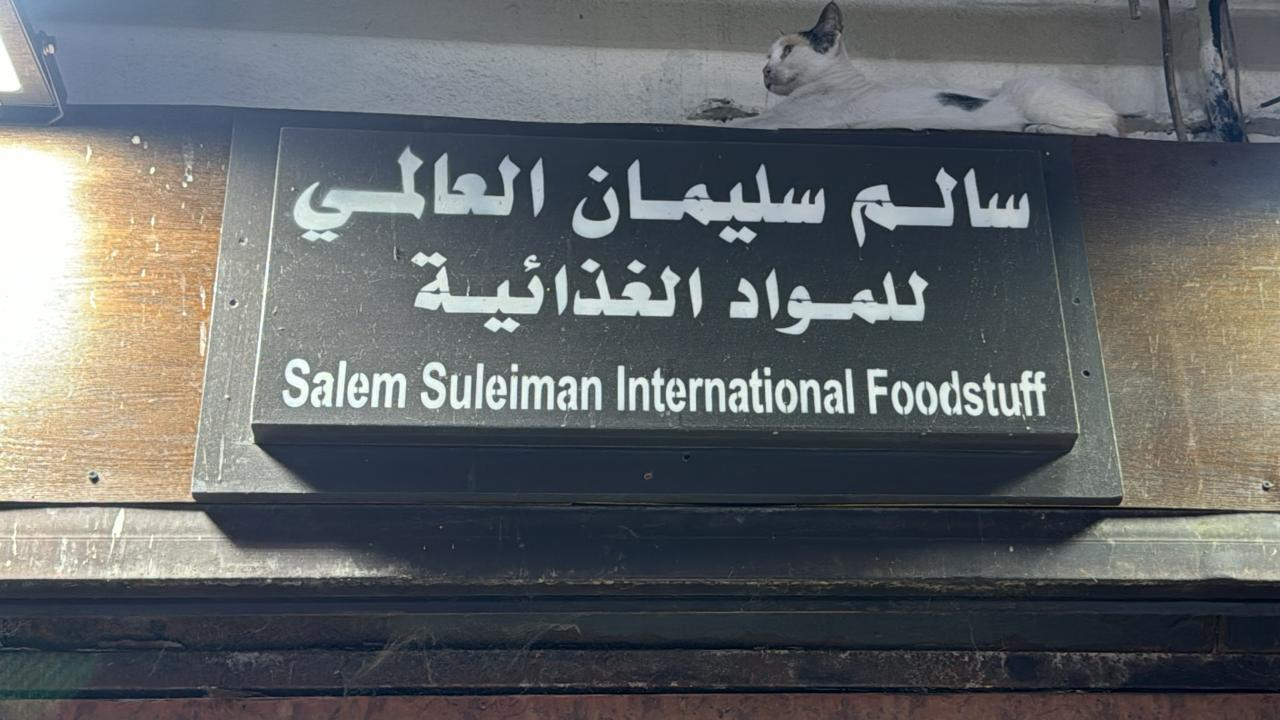 سالم سليمان العالمي
للمواد الغذائية
Salem Suleiman International Foodstuff